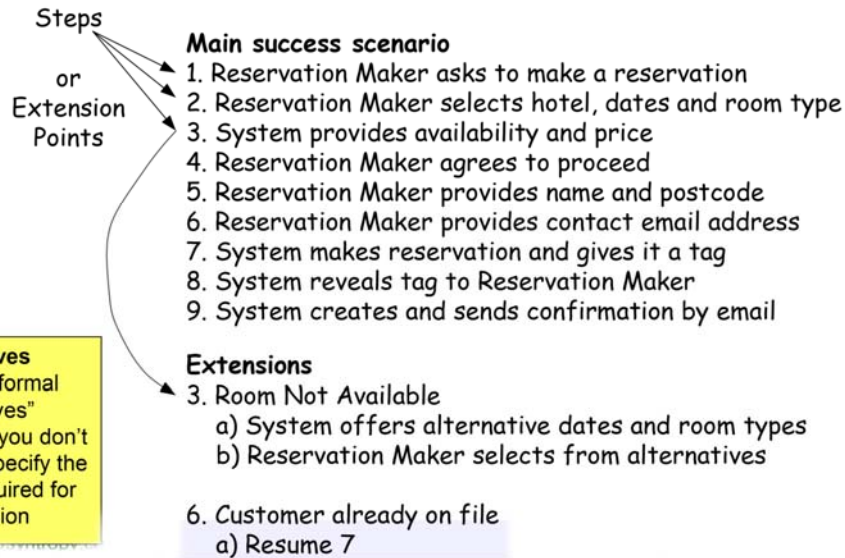 Steps
or
Extension
Points
Main success scenario
1. Reservation Maker asks to make a reservation
2. Reservation Maker selects hotel, dates and room type
3. System provides availability and price
4. Reservation Maker agrees to proceed
5. Reservation Maker provides name and postcode
6. Reservation Maker provides contact email address
7. System makes reservation and gives it a tag
8. System reveals tag to Reservation Maker
9. System creates and sends confirmation by email
ves
formal
ves"
you don't
pecify the
uired for
ion
Extensions
3. Room Not Available
a) System offers alternative dates and room types
b) Reservation Maker selects from alternatives
6. Customer already on file
a) Resume 7